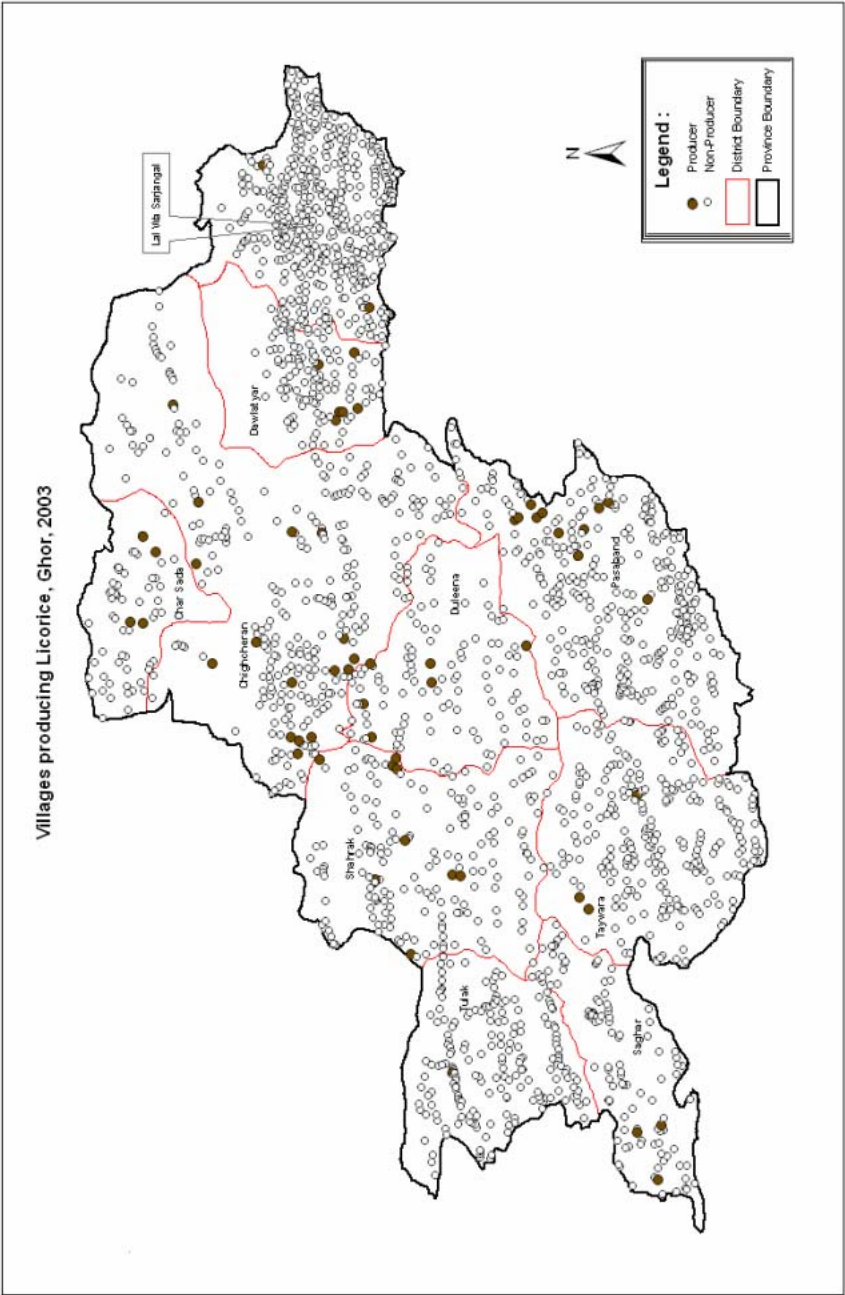 Villages producing Licorice, Ghor, 2003
Lal Wa Sarjangal
Dawlatyar
Char Sada
Chighcheran
Duleena
Pasaband
Shahrak
Taywara
Tulak
Saghar
N
Legend :
Producer
Non-Producer
District Boundary
Province Boundary